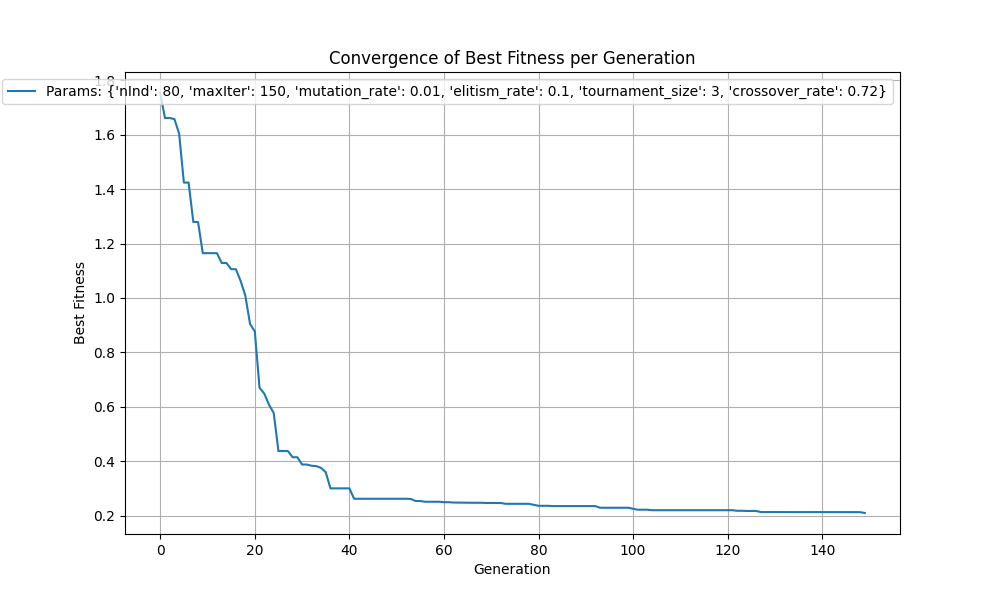 Convergence of Best Fitness per Generation
1.8
Params: {'nInd': 80, 'maxIter': 150, 'mutation_rate': 0.01, 'elitism_rate': 0.1, 'tournament_size': 3, 'crossover_rate': 0.72}
1.6
1.4
1.2
1.0
0.8
0.6
0.4
0.2
Best Fitness
0 20 40 60 80 100 120 140
Generation